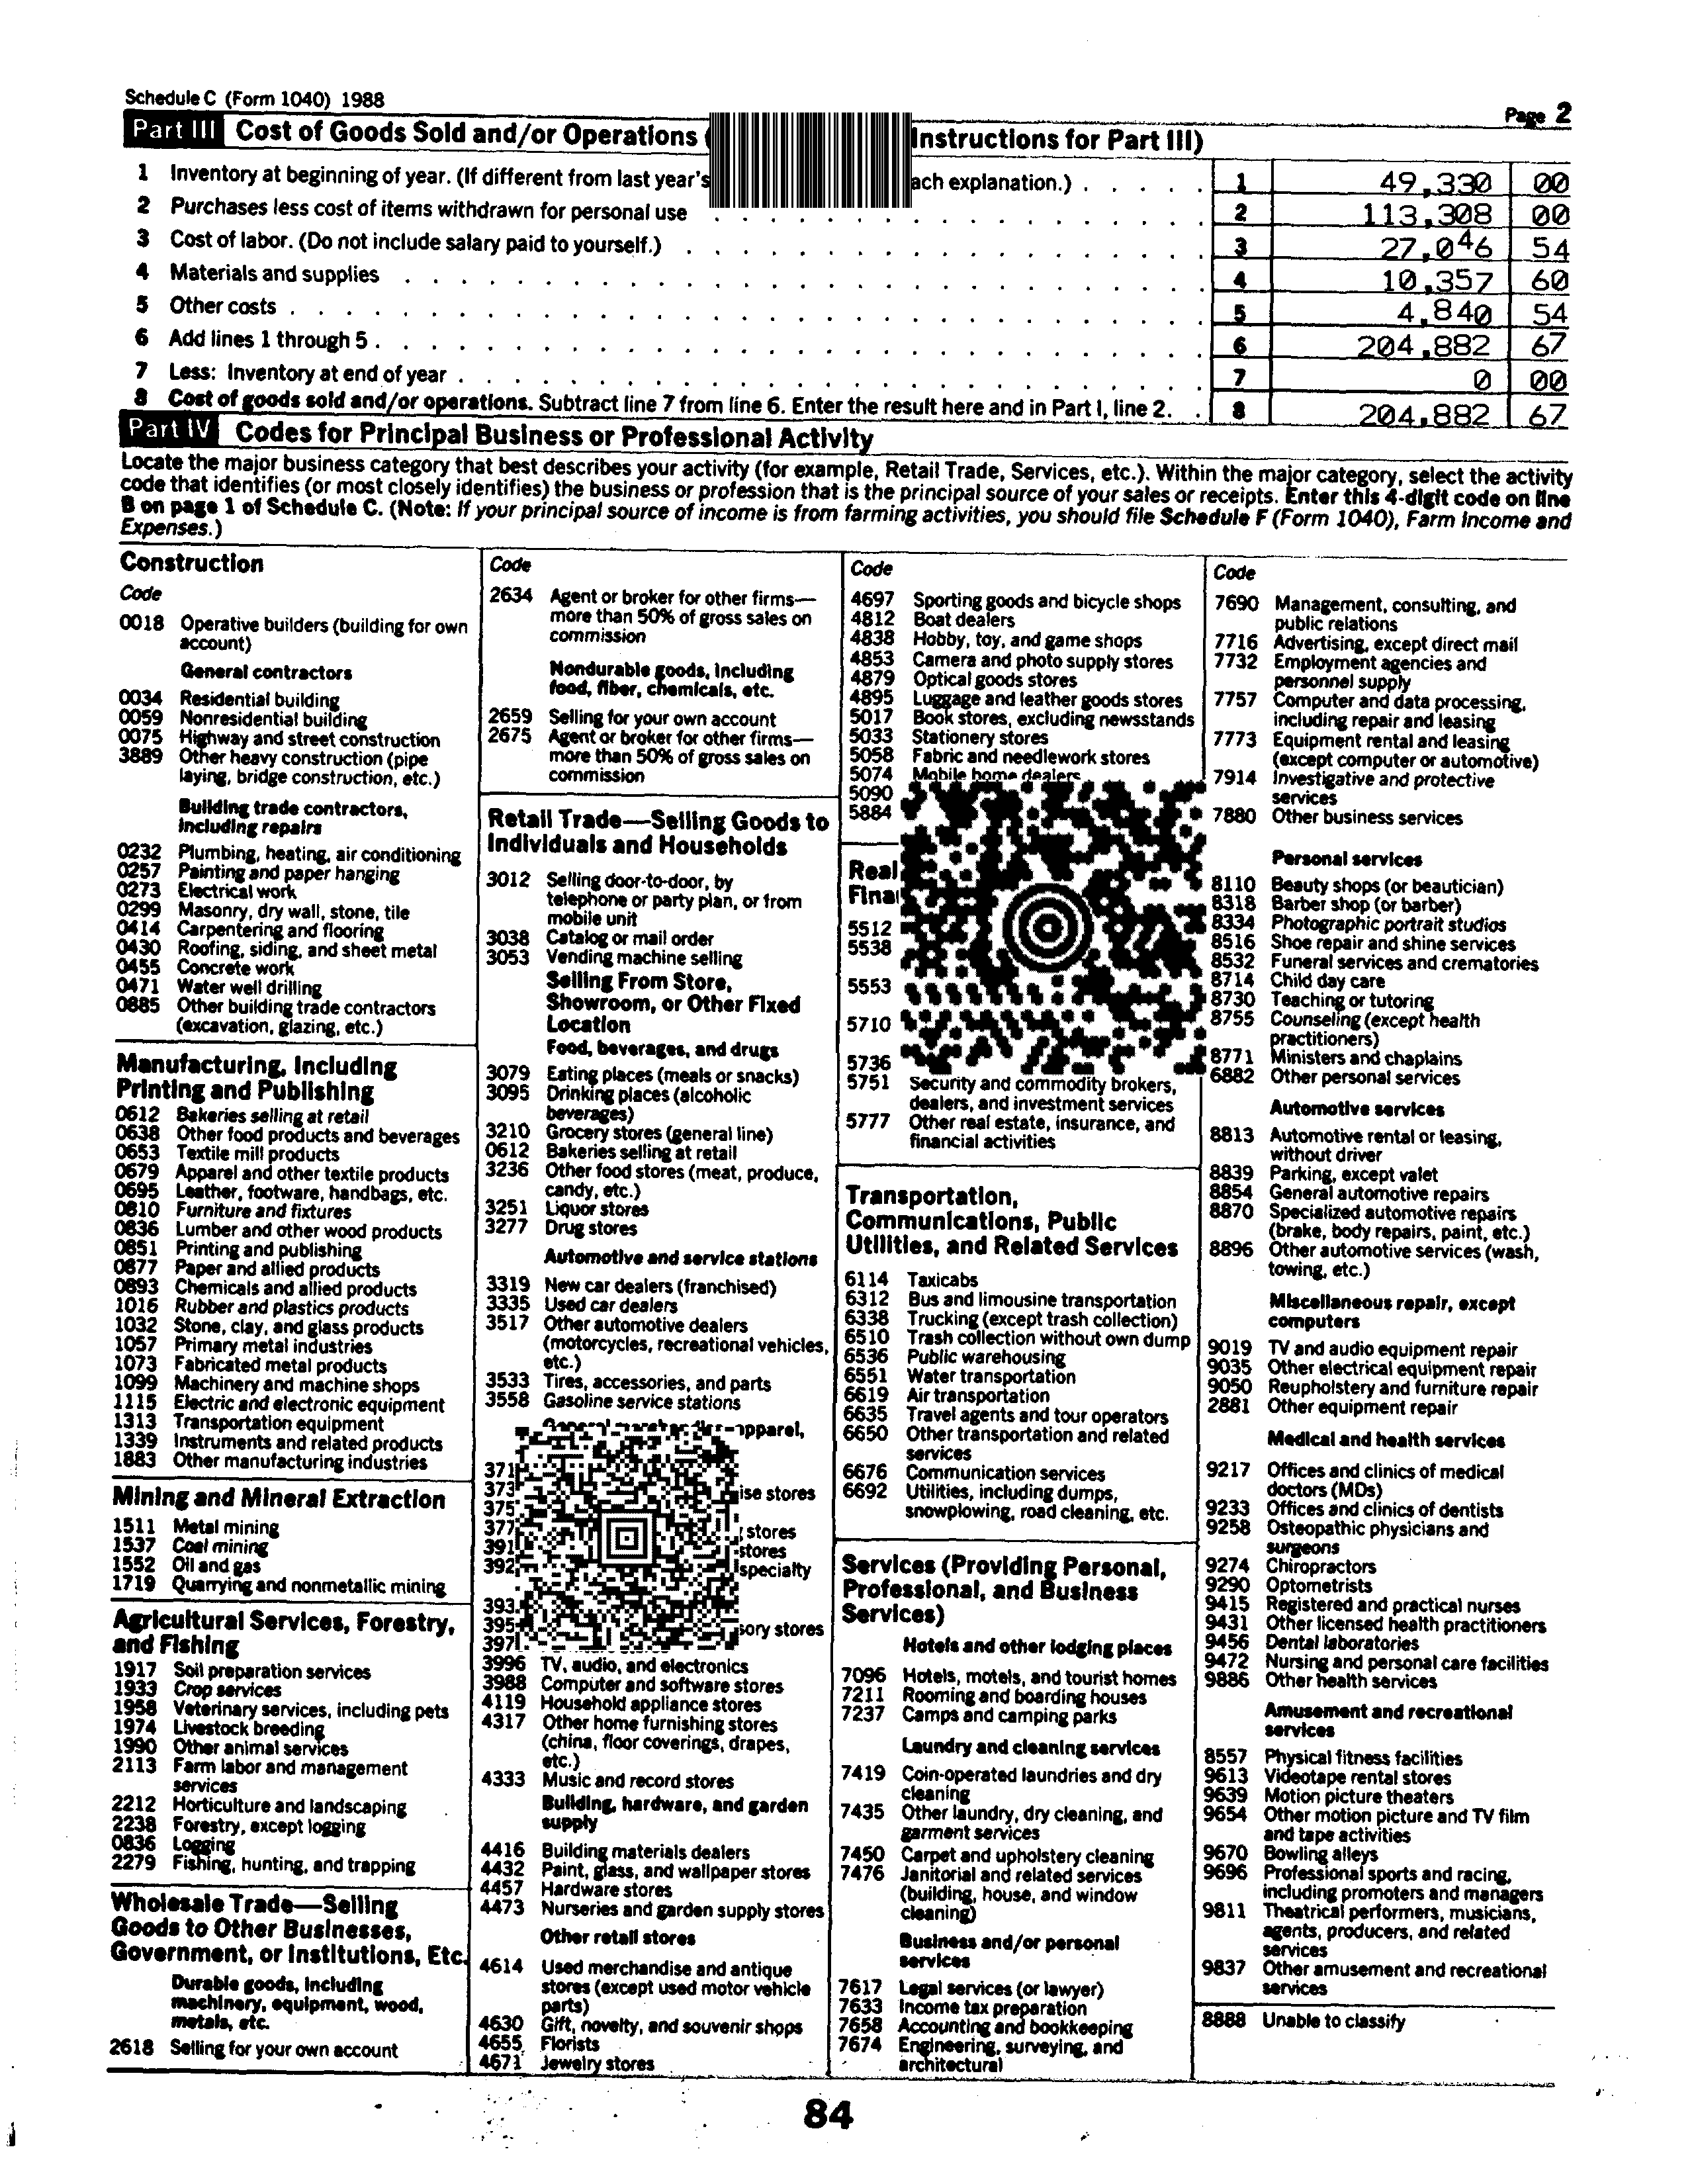 Schedule C (Form 1040) 1988
Page 2
Part III Cost of Goods Sold and/or Operations ( Instructions for Part III)
1 Inventory at beginning of year. (If different from last year's ach explanation.) . . . . . 1 49,330 00
2 Purchases less cost of items withdrawn for personal use 2 113,308 00
3 Cost of labor. (Do not include salary paid to yourself.) 3 27,046 54
4 Materials and supplies 4 10,357 60
5 Other costs 5 4,840 54
6 Add lines 1 through 5 . 6 204,882 67
7 Less: Inventory at end of year 7 0 00
8 Cost of goods sold and/or operations. Subtract line 7 from line 6. Enter the result here and in Part I, line 2. . 8 204,882 67
Part IV Codes for Principal Business or Professional Activity
Locate the major business category that best describes your activity (for example, Retail Trade, Services, etc.). Within the major category, select the activity
code that identifies (or most closely identifies) the business or profession that is the principal source of your sales or receipts. Enter this 4-digit code on line
B on page 1 of Schedule C. (Note: If your principal source of income is from farming activities, you should file Schedule F (Form 1040), Farm Income and
Expenses.)
Construction
Code
0018 Operative builders (building for own
account)
General contractors
0034 Residential building
0059 Nonresidential building
0075 Highway and street construction
3889 Other heavy construction (pipe
laying, bridge construction, etc.)
Building trade contractors,
including repairs
0232 Plumbing, heating, air conditioning
0257 Painting and paper hanging
0273 Electrical work
0299 Masonry, dry wall, stone, tile
0414 Carpentering and flooring
0430 Roofing, siding, and sheet metal
0455 Concrete work
0471 Water well drilling
0885 Other building trade contractors
(excavation, glazing, etc.)
Manufacturing, Including
Printing and Publishing
0612 Bakeries selling at retail
0638 Other food products and beverages
0653 Textile mill products
0679 Apparel and other textile products
0695 Leather, footware, handbags, etc.
0810 Furniture and fixtures
0836 Lumber and other wood products
0851 Printing and publishing
0877 Paper and allied products
0893 Chemicals and allied products
1016 Rubber and plastics products
1032 Stone, clay, and glass products
1057 Primary metal industries
1073 Fabricated metal products
1099 Machinery and machine shops
1115 Electric and electronic equipment
1313 Transportation equipment
1339 Instruments and related products
1883 Other manufacturing industries
Mining and Mineral Extraction
1511 Metal mining
1537 Coal mining
1552 Oil and gas
1719 Quarrying and nonmetallic mining
Agricultural Services, Forestry,
and Fishing
1917 Soil preparation services
1933 Crop services
1958 Veterinary services, including pets
1974 Livestock breeding
1990 Other animal services
2113 Farm labor and management
services
2212 Horticulture and landscaping
2238 Forestry, except logging
0836 Logging
2279 Fishing, hunting, and trapping
Wholesale Trade—Selling
Goods to Other Businesses,
Government, or Institutions, Etc.
Durable goods, including
machinery, equipment, wood,
metals, etc.
2618 Selling for your own account
Code
2634 Agent or broker for other firms—
more than 50% of gross sales on
commission
Nondurable goods, including
food, fiber, chemicals, etc.
2659 Selling for your own account
2675 Agent or broker for other firms—
more than 50% of gross sales on
commission
Retail Trade—Selling Goods to
Individuals and Households
3012 Selling door-to-door, by
telephone or party plan, or from
mobile unit
3038 Catalog or mail order
3053 Vending machine selling
Selling From Store,
Showroom, or Other Fixed
Location
Food, beverages, and drugs
3079 Eating places (meals or snacks)
3095 Drinking places (alcoholic
beverages)
3210 Grocery stores (general line)
0612 Bakeries selling at retail
3236 Other food stores (meat, produce,
candy, etc.)
3251 Liquor stores
3277 Drug stores
Automotive and service stations
3319 New car dealers (franchised)
3335 Used car dealers
3517 Other automotive dealers
(motorcycles, recreational vehicles,
etc.)
3533 Tires, accessories, and parts
3558 Gasoline service stations
General apparel,
371
373 ise stores
375
377 stores
391 stores
392 specialty
393
395 sory stores
397
3996 TV, audio, and electronics
3988 Computer and software stores
4119 Household appliance stores
4317 Other home furnishing stores
(china, floor coverings, drapes,
etc.)
4333 Music and record stores
Building, hardware, and garden
supply
4416 Building materials dealers
4432 Paint, glass, and wallpaper stores
4457 Hardware stores
4473 Nurseries and garden supply stores
Other retail stores
4614 Used merchandise and antique
stores (except used motor vehicle
parts)
4630 Gift, novelty, and souvenir shops
4655 Florists
4671 Jewelry stores
Code
4697 Sporting goods and bicycle shops
4812 Boat dealers
4838 Hobby, toy, and game shops
4853 Camera and photo supply stores
4879 Optical goods stores
4895 Luggage and leather goods stores
5017 Book stores, excluding newsstands
5033 Stationery stores
5058 Fabric and needlework stores
5074 Mobile home dealers
5090
5884
Real
Fina
5512
5538
5553
5710
5736
5751 Security and commodity brokers,
dealers, and investment services
5777 Other real estate, insurance, and
financial activities
Transportation,
Communications, Public
Utilities, and Related Services
6114 Taxicabs
6312 Bus and limousine transportation
6338 Trucking (except trash collection)
6510 Trash collection without own dump
6536 Public warehousing
6551 Water transportation
6619 Air transportation
6635 Travel agents and tour operators
6650 Other transportation and related
services
6676 Communication services
6692 Utilities, including dumps,
snowplowing, road cleaning, etc.
Services (Providing Personal,
Professional, and Business
Services)
Hotels and other lodging places
7096 Hotels, motels, and tourist homes
7211 Rooming and boarding houses
7237 Camps and camping parks
Laundry and cleaning services
7419 Coin-operated laundries and dry
cleaning
7435 Other laundry, dry cleaning, and
garment services
7450 Carpet and upholstery cleaning
7476 Janitorial and related services
(building, house, and window
cleaning)
Business and/or personal
services
7617 Legal services (or lawyer)
7633 Income tax preparation
7658 Accounting and bookkeeping
7674 Engineering, surveying, and
architectural
Code
7690 Management, consulting, and
public relations
7716 Advertising, except direct mail
7732 Employment agencies and
personnel supply
7757 Computer and data processing,
including repair and leasing
7773 Equipment rental and leasing
(except computer or automotive)
7914 Investigative and protective
services
7880 Other business services
Personal services
8110 Beauty shops (or beautician)
8318 Barber shop (or barber)
8334 Photographic portrait studios
8516 Shoe repair and shine services
8532 Funeral services and crematories
8714 Child day care
8730 Teaching or tutoring
8755 Counseling (except health
practitioners)
8771 Ministers and chaplains
6882 Other personal services
Automotive services
8813 Automotive rental or leasing,
without driver
8839 Parking, except valet
8854 General automotive repairs
8870 Specialized automotive repairs
(brake, body repairs, paint, etc.)
8896 Other automotive services (wash,
towing, etc.)
Miscellaneous repair, except
computers
9019 TV and audio equipment repair
9035 Other electrical equipment repair
9050 Reupholstery and furniture repair
2881 Other equipment repair
Medical and health services
9217 Offices and clinics of medical
doctors (MDs)
9233 Offices and clinics of dentists
9258 Osteopathic physicians and
surgeons
9274 Chiropractors
9290 Optometrists
9415 Registered and practical nurses
9431 Other licensed health practitioners
9456 Dental laboratories
9472 Nursing and personal care facilities
9886 Other health services
Amusement and recreational
services
8557 Physical fitness facilities
9613 Videotape rental stores
9639 Motion picture theaters
9654 Other motion picture and TV film
and tape activities
9670 Bowling alleys
9696 Professional sports and racing,
including promoters and managers
9811 Theatrical performers, musicians,
agents, producers, and related
services
9837 Other amusement and recreational
services
8888 Unable to classify
84